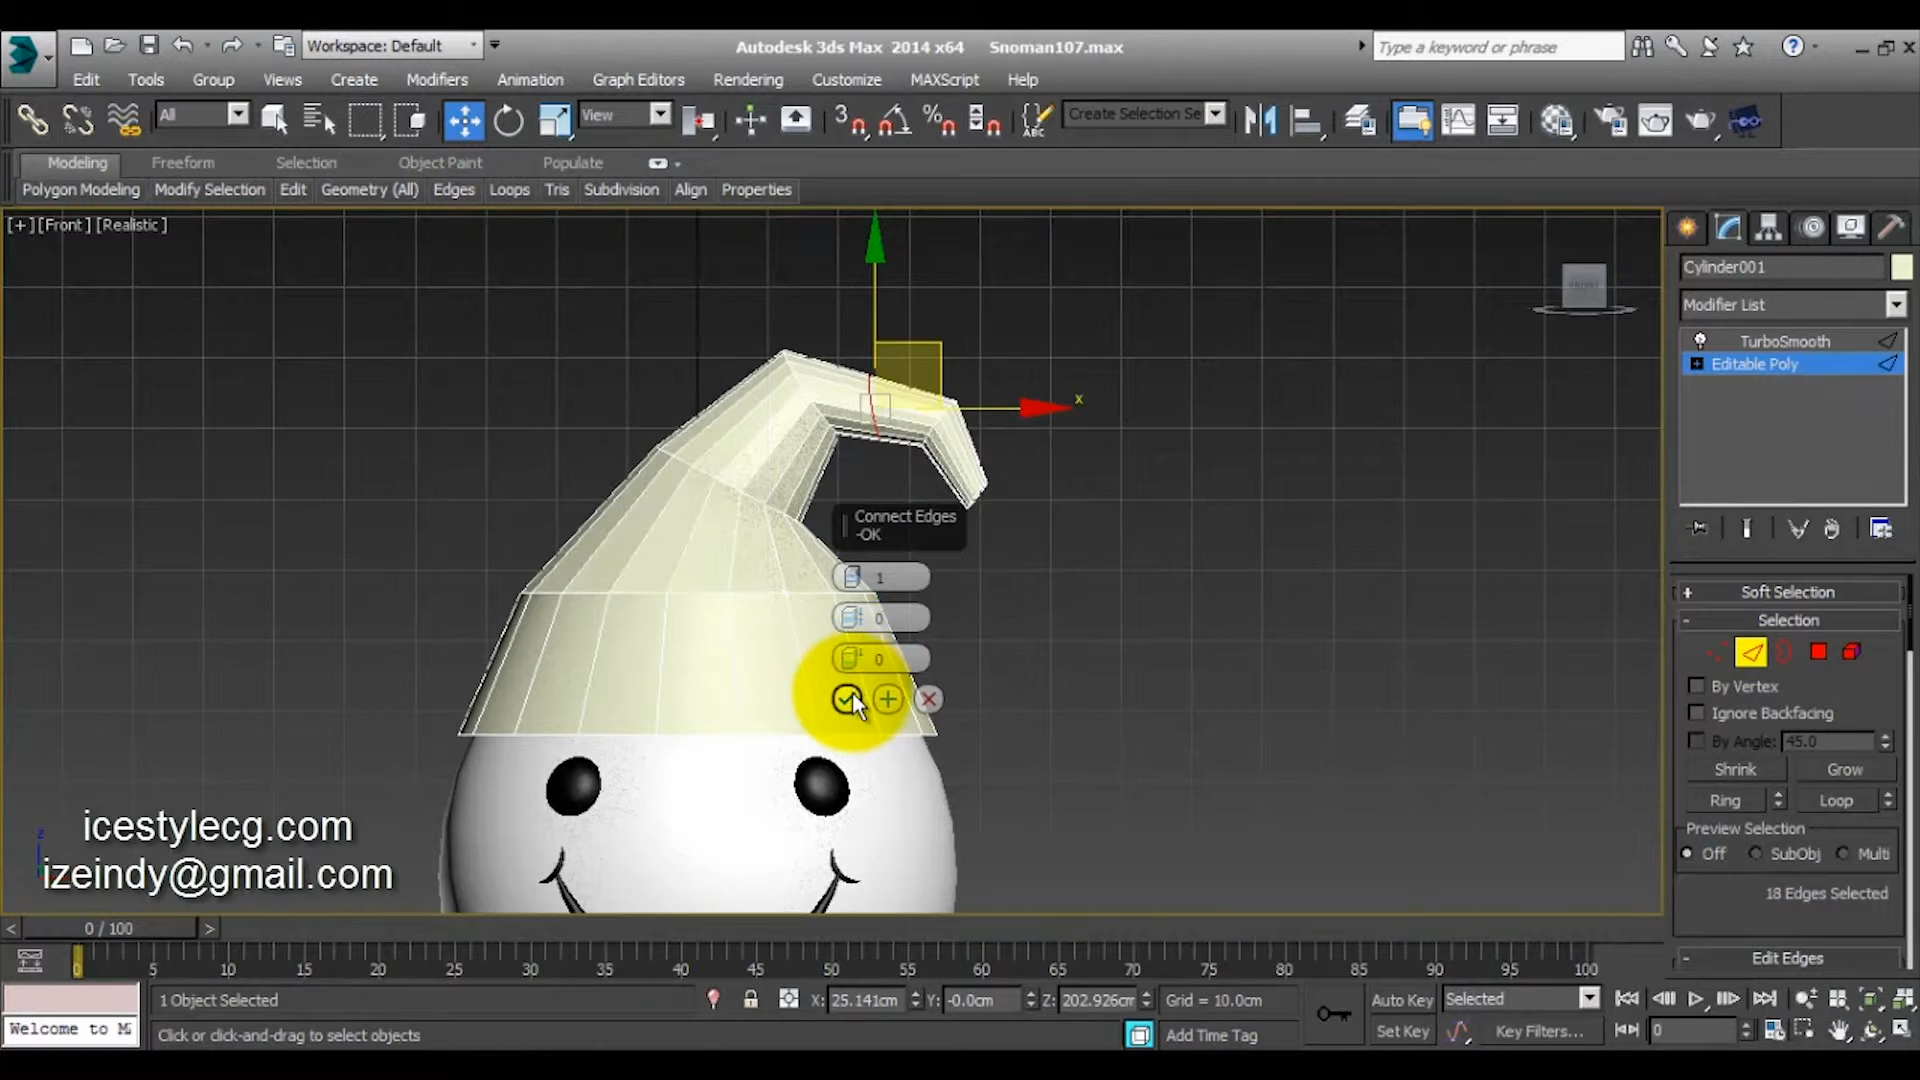 Workspace: Default
Autodesk 3ds Max 2014 x64 Snoman107.max
Type a keyword or phrase
Edit Tools Group Views Create Modifiers Animation Graph Editors Rendering Customize MAXScript Help
All
View
3
%
ABC
Create Selection Se
Modeling Freeform Selection Object Paint Populate
Polygon Modeling Modify Selection Edit Geometry (All) Edges Loops Tris Subdivision Align Properties
[+] [Front] [Realistic]
FRONT
x
z
Cylinder001
Modifier List
TurboSmooth
Editable Poly
Connect Edges
-OK
1
0
0
Soft Selection
Selection
By Vertex
Ignore Backfacing
By Angle: 45.0
Shrink Grow
Ring Loop
Preview Selection
Off SubObj Multi
18 Edges Selected
Edit Edges
icestylecg.com
izeindy@gmail.com
< 0 / 100 >
0 5 10 15 20 25 30 35 40 45 50 55 60 65 70 75 80 85 90 95 100
1 Object Selected X: 25.141cm Y: -0.0cm Z: 202.926cm Grid = 10.0cm Auto Key Selected
Welcome to M
Click or click-and-drag to select objects Add Time Tag Set Key Key Filters... 0